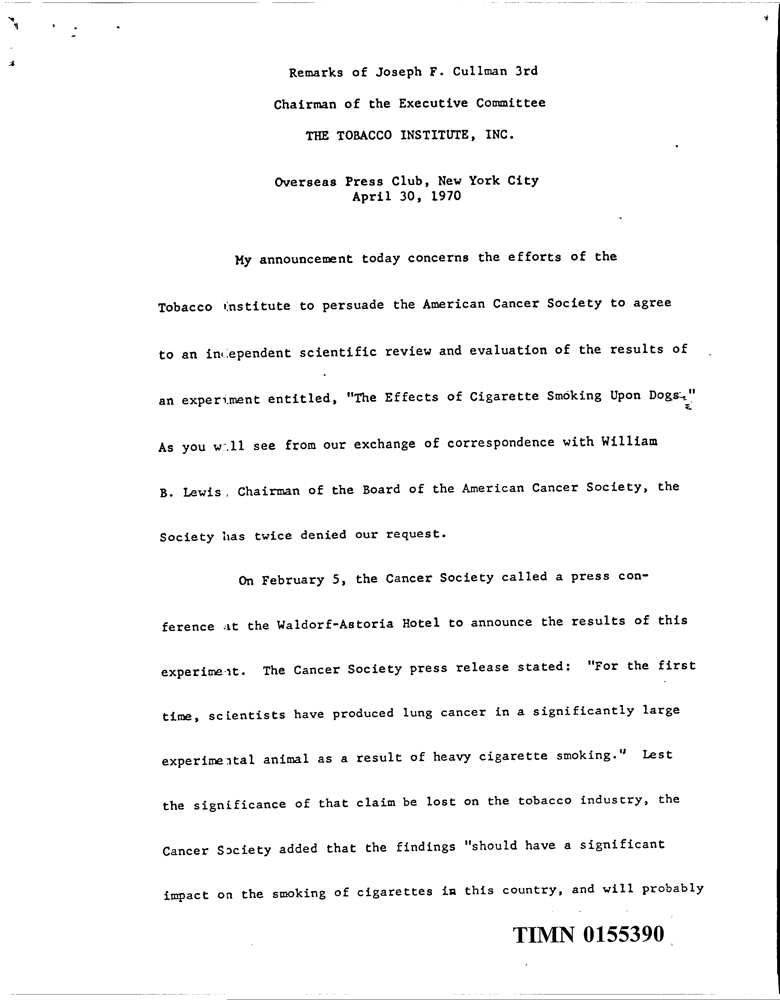 Remarks of Joseph F. Cullman 3rd
Chairman of the Executive Committee
THE TOBACCO INSTITUTE, INC.
Overseas Press Club, New York City
April 30, 1970
My announcement today concerns the efforts of the
Tobacco Institute to persuade the American Cancer Society to agree
to an independent scientific review and evaluation of the results of
an experiment entitled, "The Effects of Cigarette Smoking Upon Dogs."
As you will see from our exchange of correspondence with William
B. Lewis, Chairman of the Board of the American Cancer Society, the
Society has twice denied our request.
On February 5, the Cancer Society called a press con-
ference at the Waldorf-Astoria Hotel to announce the results of this
experiment. The Cancer Society press release stated: "For the first
time, scientists have produced lung cancer in a significantly large
experimental animal as a result of heavy cigarette smoking." Lest
the significance of that claim be lost on the tobacco industry, the
Cancer Society added that the findings "should have a significant
impact on the smoking of cigarettes in this country, and will probably
TIMN 0155390